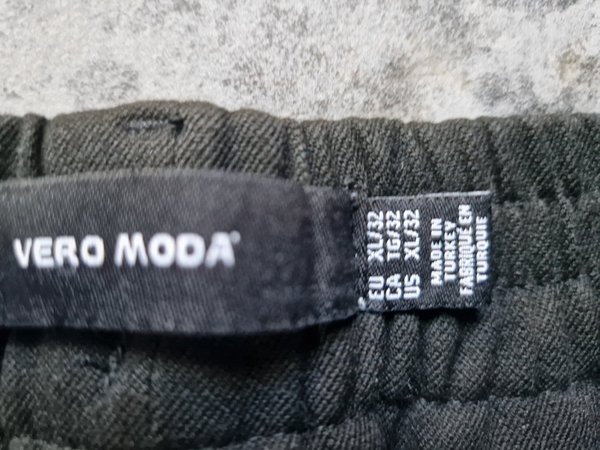 VERO MODA
EU XL/32
CA TG/32
US XL/32
MADE IN
TURKEY
FABRIQUÉ EN
TURQUIE